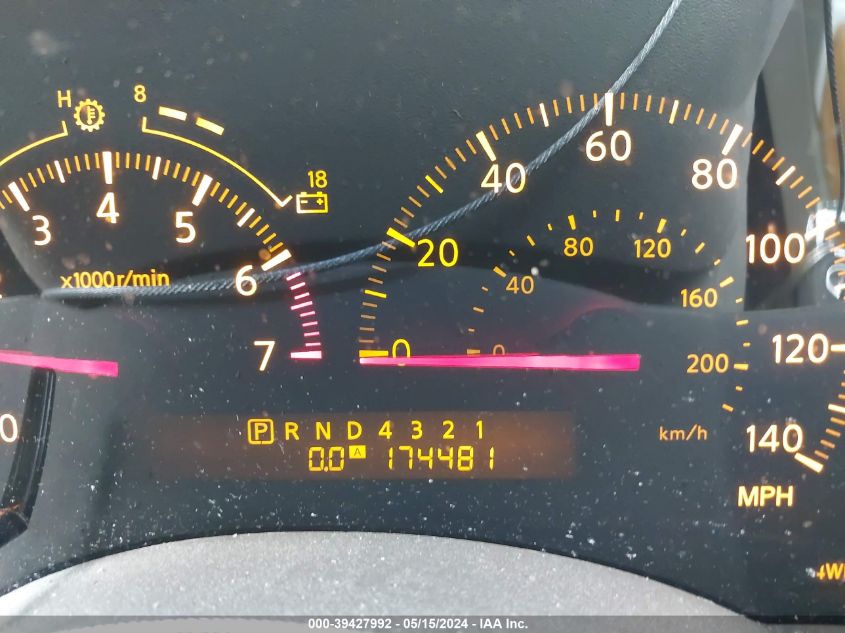 H 8
18
3 4 5 6 7
x1000r/min
0 20 40 60 80 100 120 140
0 40 80 120 160 200
km/h
MPH
P R N D 4 3 2 1
0.0 A 174481
0
000-39427992 - 05/15/2024 - IAA Inc.